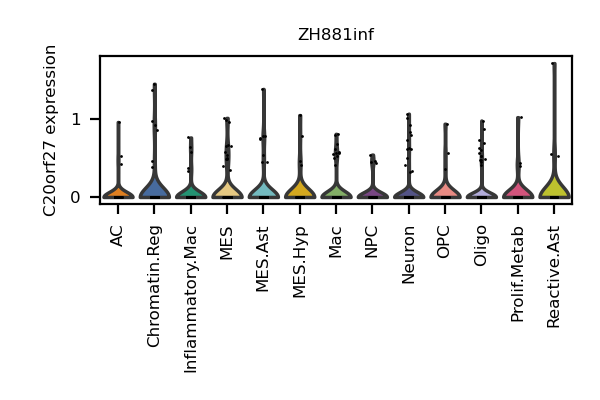 ZH881inf
C20orf27 expression
1
0
AC
Chromatin.Reg
Inflammatory.Mac
MES
MES.Ast
MES.Hyp
Mac
NPC
Neuron
OPC
Oligo
Prolif.Metab
Reactive.Ast